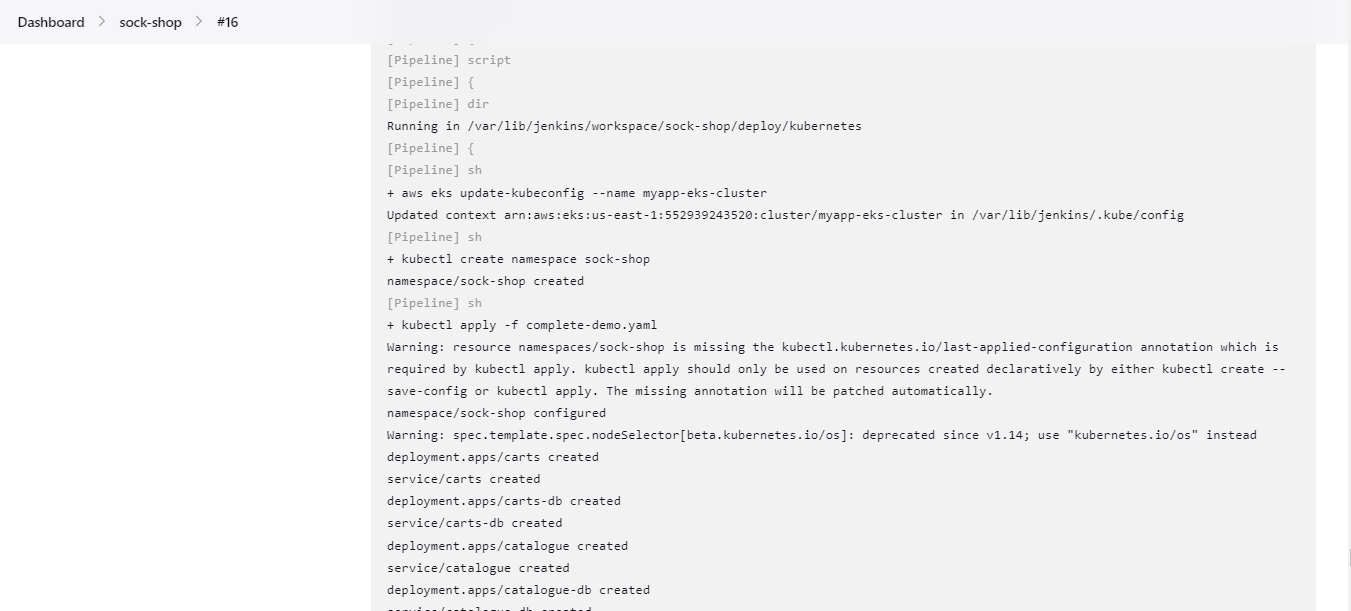 Dashboard > sock-shop > #16
[Pipeline] script
[Pipeline] {
[Pipeline] dir
Running in /var/lib/jenkins/workspace/sock-shop/deploy/kubernetes
[Pipeline] {
[Pipeline] sh
+ aws eks update-kubeconfig --name myapp-eks-cluster
Updated context arn:aws:eks:us-east-1:552939243520:cluster/myapp-eks-cluster in /var/lib/jenkins/.kube/config
[Pipeline] sh
+ kubectl create namespace sock-shop
namespace/sock-shop created
[Pipeline] sh
+ kubectl apply -f complete-demo.yaml
Warning: resource namespaces/sock-shop is missing the kubectl.kubernetes.io/last-applied-configuration annotation which is
required by kubectl apply. kubectl apply should only be used on resources created declaratively by either kubectl create --
save-config or kubectl apply. The missing annotation will be patched automatically.
namespace/sock-shop configured
Warning: spec.template.spec.nodeSelector[beta.kubernetes.io/os]: deprecated since v1.14; use "kubernetes.io/os" instead
deployment.apps/carts created
service/carts created
deployment.apps/carts-db created
service/carts-db created
deployment.apps/catalogue created
service/catalogue created
deployment.apps/catalogue-db created
service/catalogue-db created